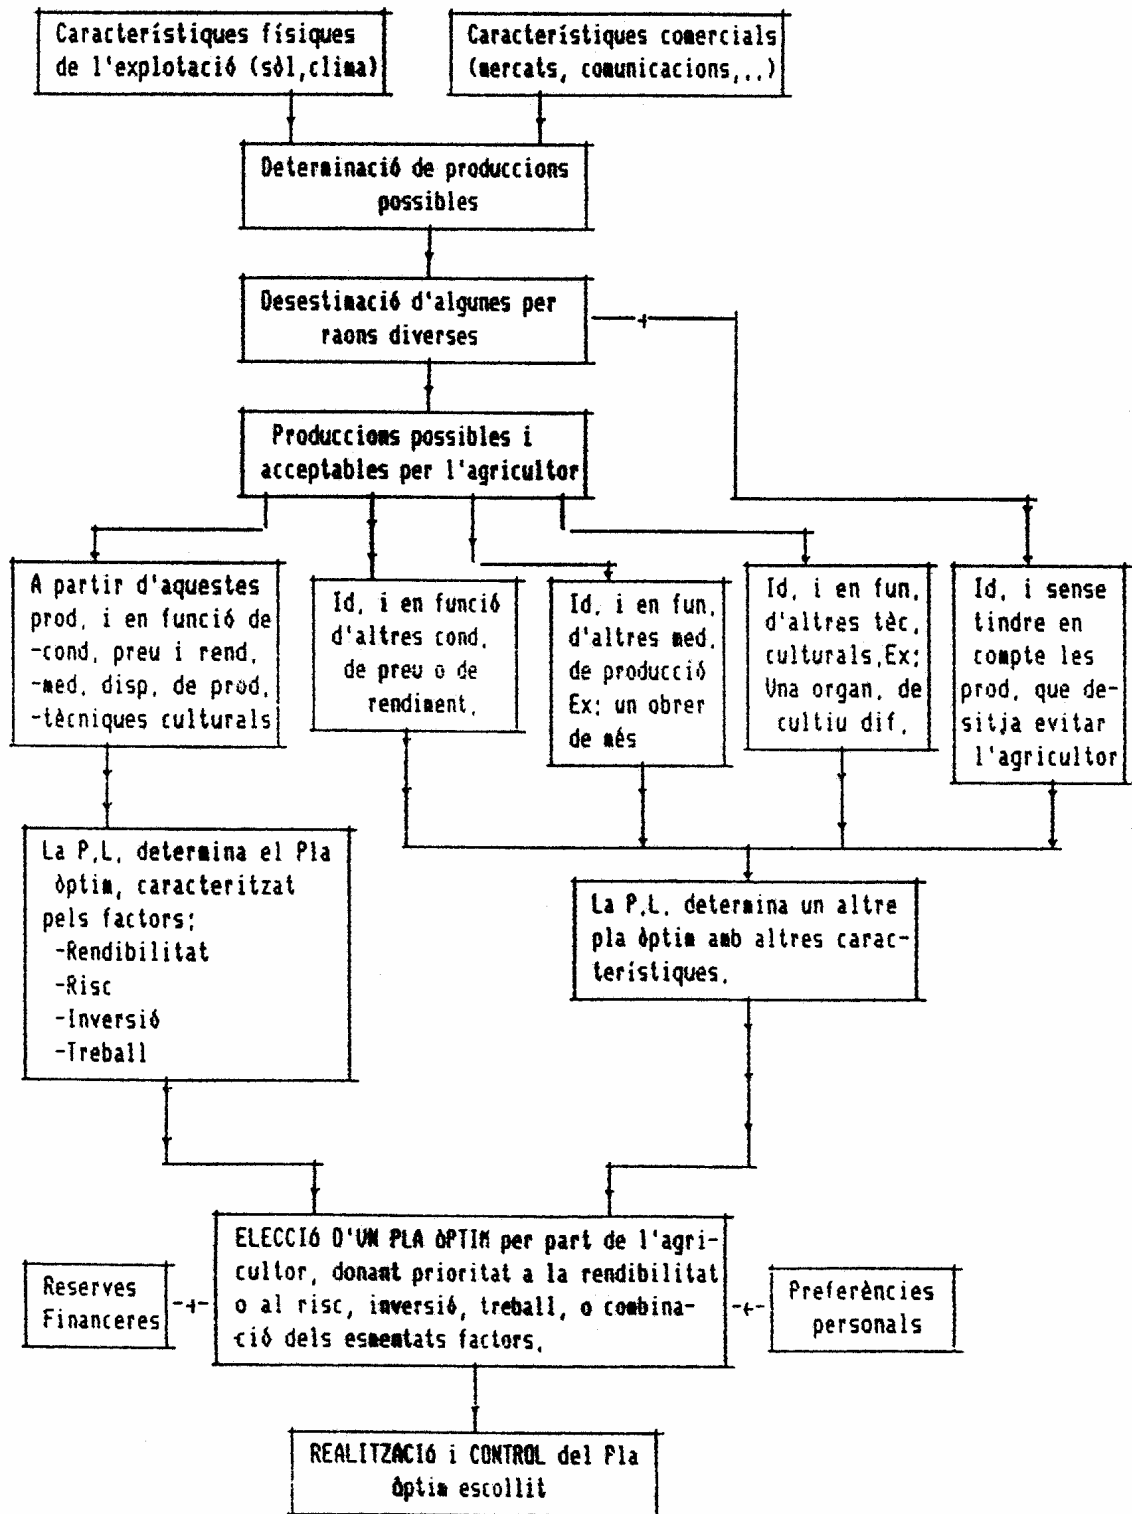 Característiques físiques
de l'explotació (sòl,clima)
Característiques comercials
(mercats, comunicacions,..)
Determinació de produccions
possibles
Desestimació d'algunes per
raons diverses
Produccions possibles i
acceptables per l'agricultor
A partir d'aquestes
prod. i en funció de
-cond. preu i rend.
-med. disp. de prod.
-tècniques culturals
Id. i en funció
d'altres cond.
de preu o de
rendiment.
Id. i en fun.
d'altres med.
de producció
Ex: un obrer
de més
Id. i en fun.
d'altres tèc.
culturals.Ex:
Una organ. de
cultiu dif.
Id. i sense
tindre en
compte les
prod. que de-
sitja evitar
l'agricultor
La P.L. determina el Pla
òptim, caracteritzat
pels factors:
-Rendibilitat
-Risc
-Inversió
-Treball
La P.L. determina un altre
pla òptim amb altres carac-
terístiques.
ELECCIÓ D'UN PLA ÒPTIM per part de l'agri-
cultor, donant prioritat a la rendibilitat
o al risc, inversió, treball, o combina-
ció dels esmentats factors.
Reserves
Financeres
Preferències
personals
REALITZACIÓ i CONTROL del Pla
òptim escollit